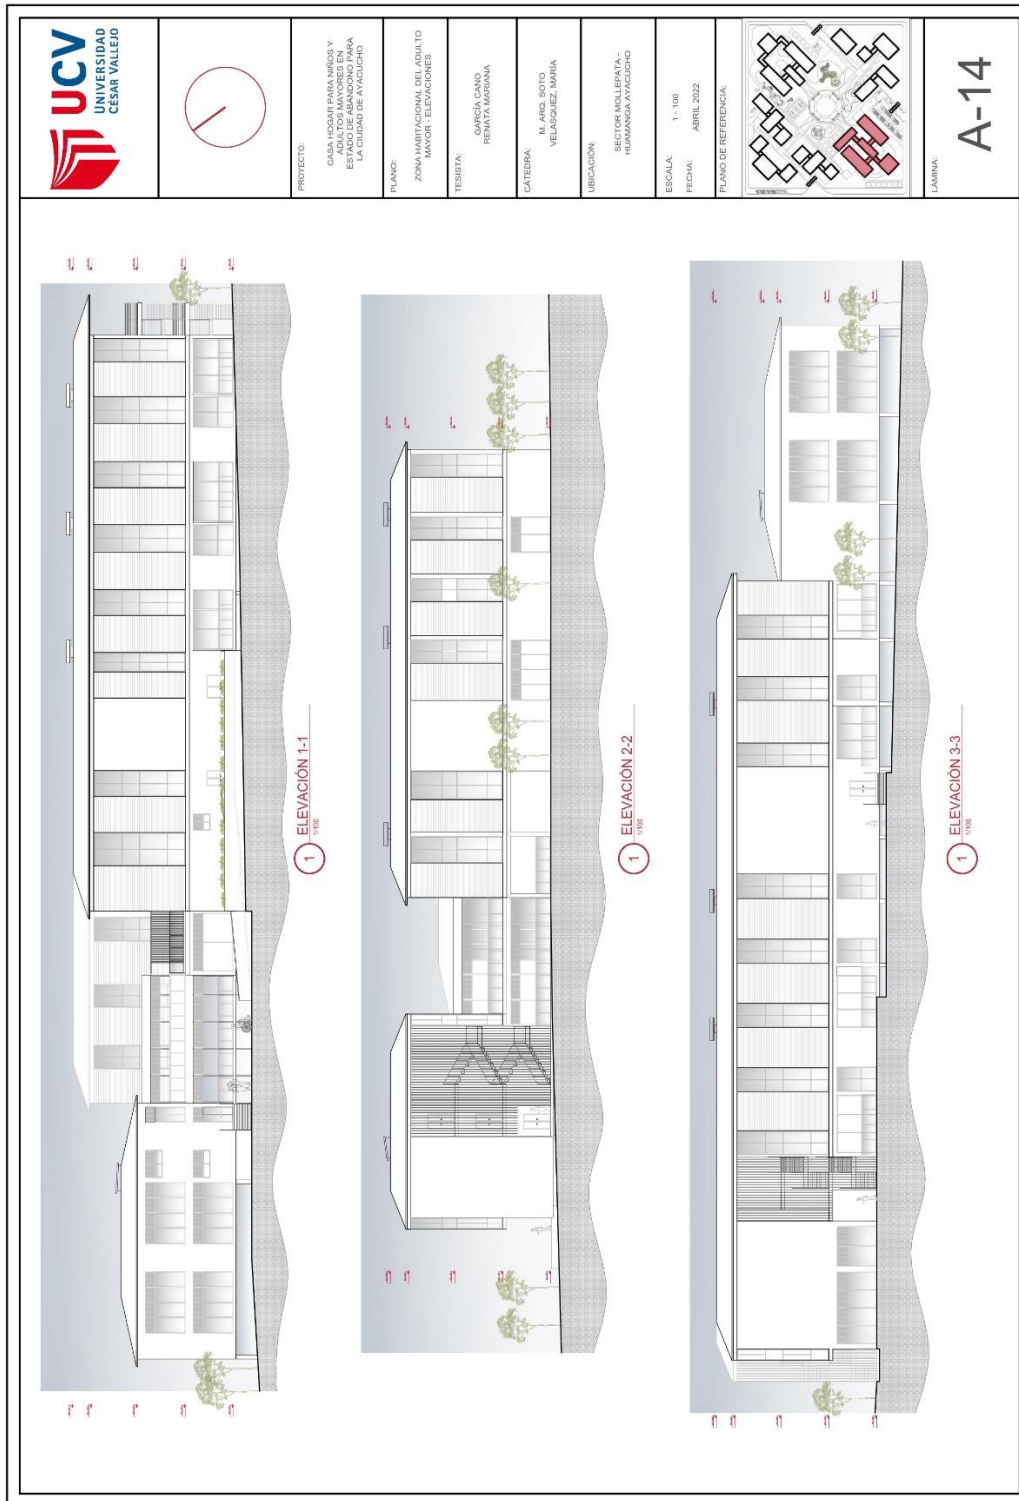 UCV
UNIVERSIDAD
CÉSAR VALLEJO
PROYECTO:
CASA HOGAR PARA NIÑOS Y
ADULTOS MAYORES EN
ESTADO DE ABANDONO PARA
LA CIUDAD DE AYACUCHO
PLANO:
ZONA HABITACIONAL DEL ADULTO
MAYOR - ELEVACIONES
TESISTA:
GARCÍA CANO
RENATA MARIANA
CÁTEDRA:
M. ARQ. SOTO
VELASQUEZ, MARÍA
UBICACIÓN:
SECTOR MOLLEPATA -
HUAMANGA AYACUCHO
ESCALA:
1 - 100
FECHA:
ABRIL 2022
PLANO DE REFERENCIA:
LÁMINA:
A-14
1
ELEVACIÓN 1-1
1/100
1
ELEVACIÓN 2-2
1/100
1
ELEVACIÓN 3-3
1/100